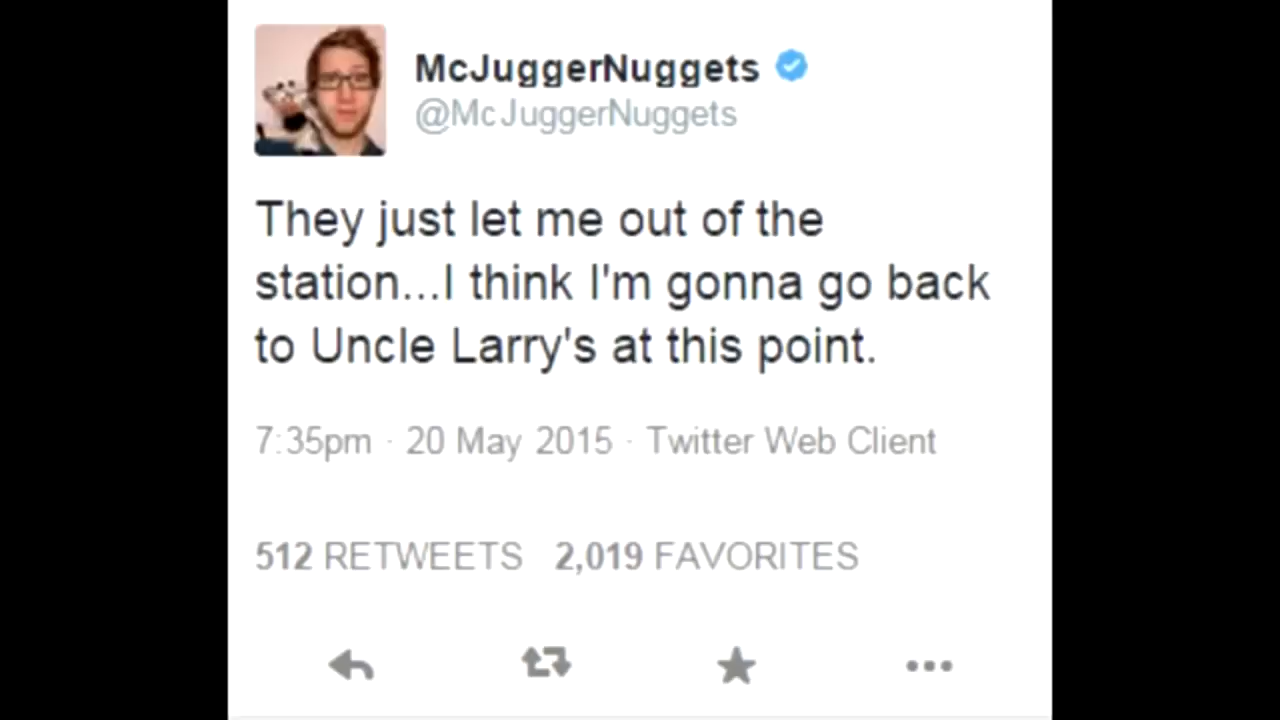 McJuggerNuggets
@McJuggerNuggets
They just let me out of the
station...I think I'm gonna go back
to Uncle Larry's at this point.
7:35pm · 20 May 2015 · Twitter Web Client
512 RETWEETS 2,019 FAVORITES